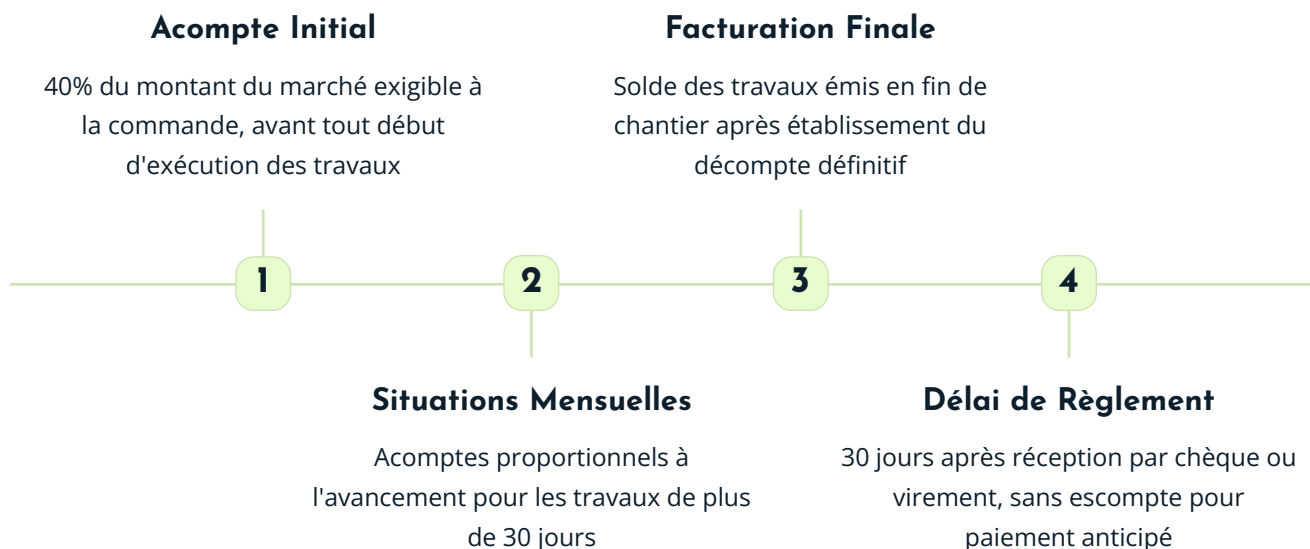 Acompte Initial
40% du montant du marché exigible à
la commande, avant tout début
d'exécution des travaux
Facturation Finale
Solde des travaux émis en fin de
chantier après établissement du
décompte définitif
1
2
3
4
Situations Mensuelles
Acomptes proportionnels à
l'avancement pour les travaux de plus
de 30 jours
Délai de Règlement
30 jours après réception par chèque ou
virement, sans escompte pour
paiement anticipé